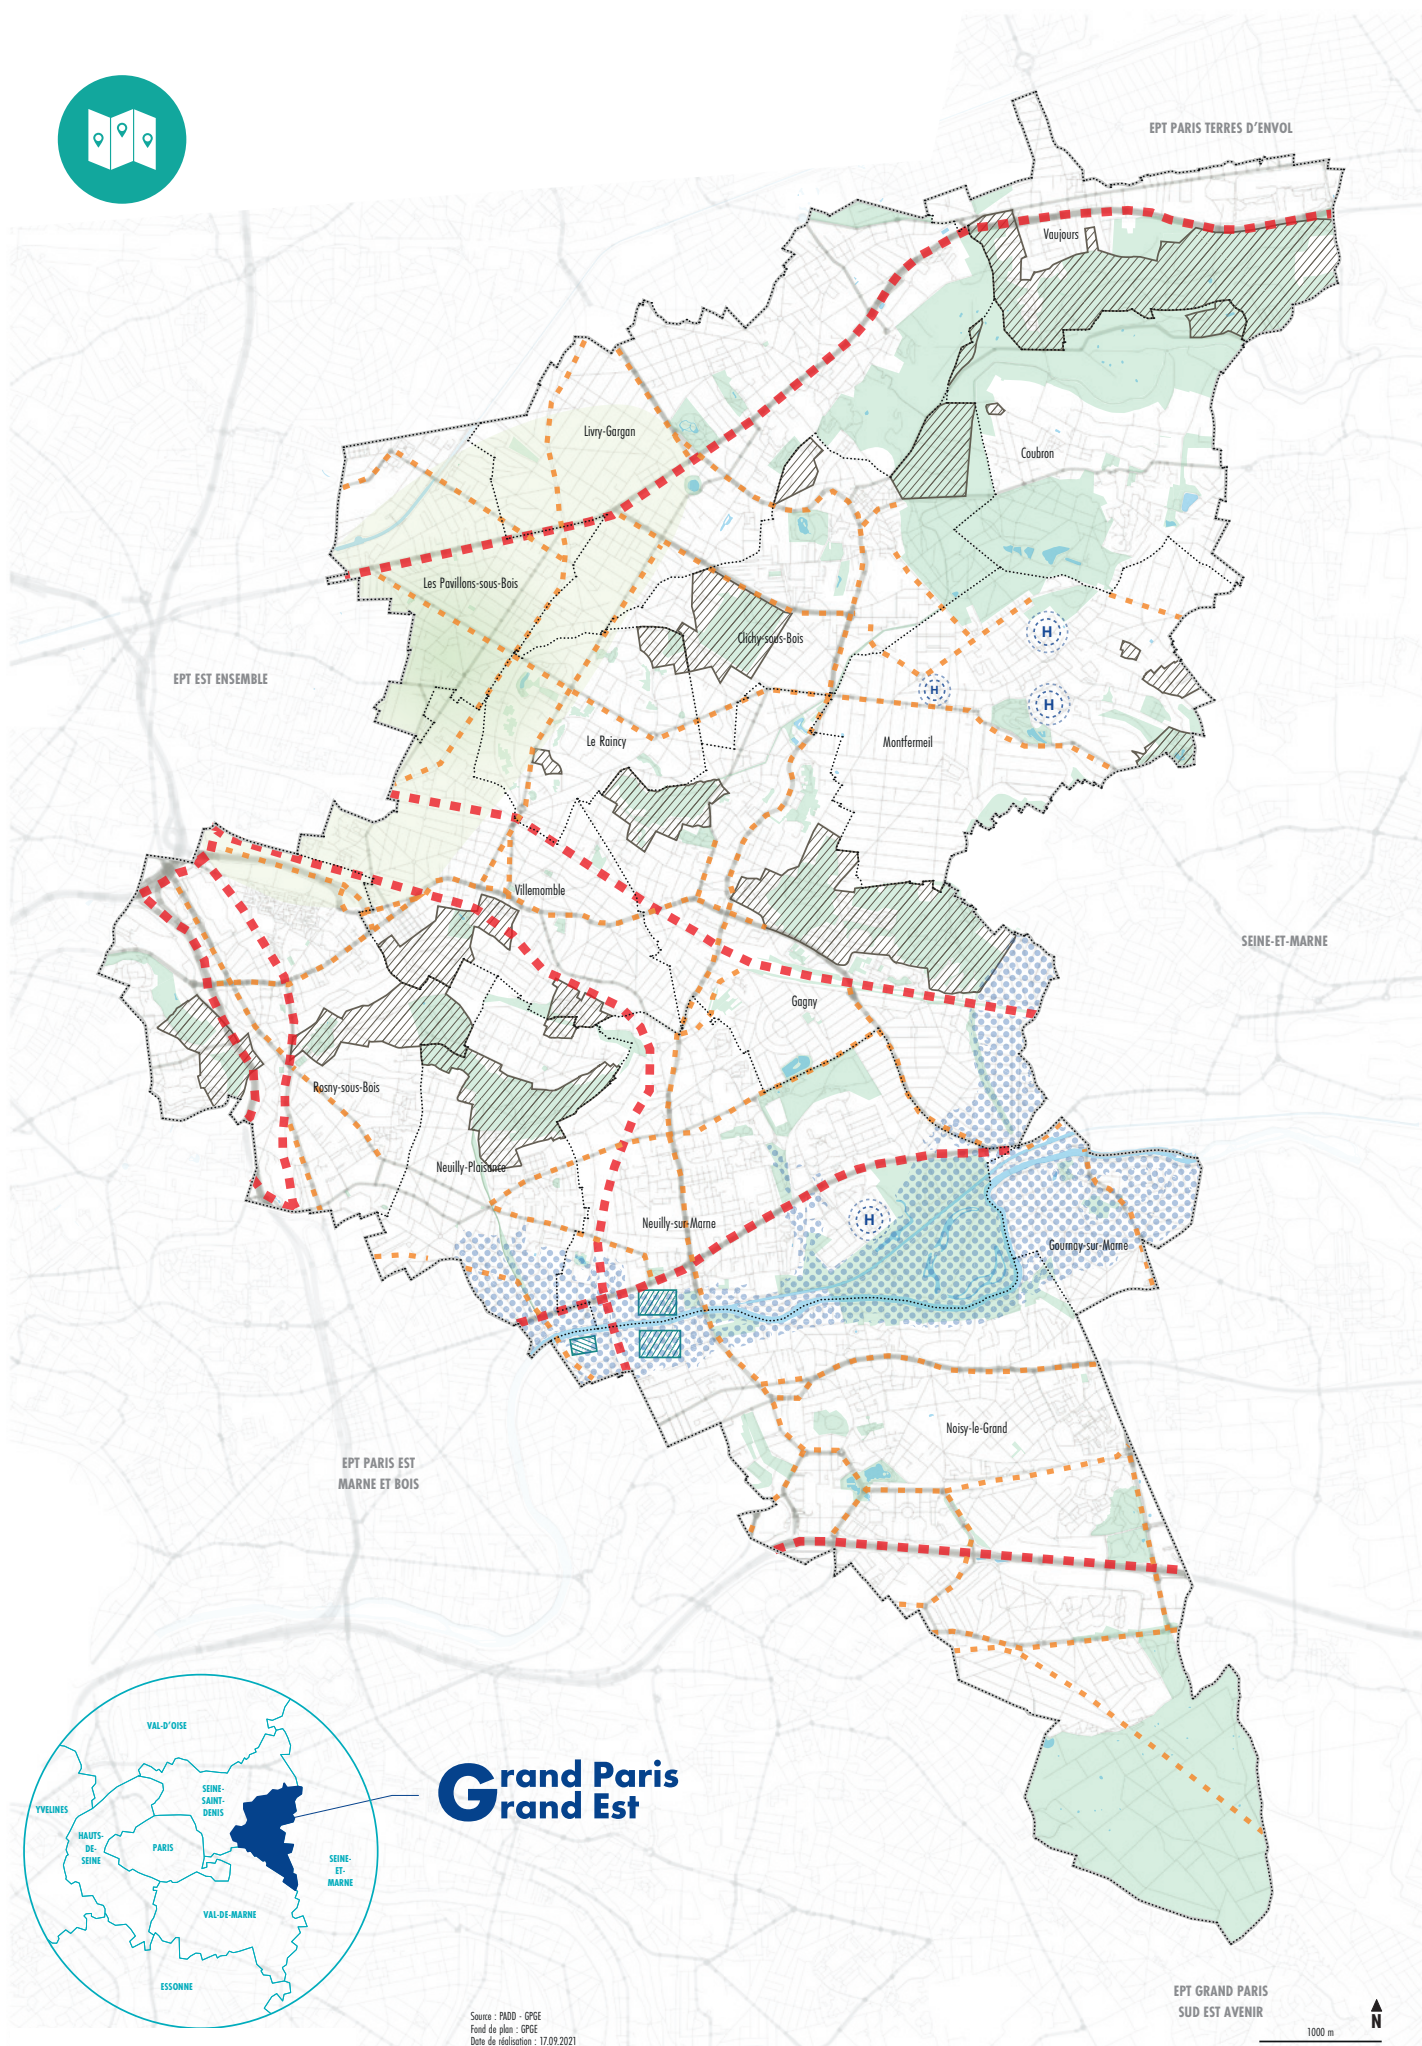 EPT PARIS TERRES D'ENVOL
Vaujours
Livry-Gargan
Coubron
Les Pavillons-sous-Bois
Clichy-sous-Bois
H
EPT EST ENSEMBLE
H
H
Le Raincy
Montfermeil
Villemomble
SEINE-ET-MARNE
Gagny
Rosny-sous-Bois
Neuilly-Plaisance
Neuilly-sur-Marne
H
Gournay-sur-Marne
Noisy-le-Grand
EPT PARIS EST
MARNE ET BOIS
VAL-D'OISE
Grand Paris
Grand Est
SEINE-
SAINT-
DENIS
YVELINES
HAUTS-
DE-
SEINE
PARIS
SEINE-
ET-
MARNE
VAL-DE-MARNE
ESSONNE
EPT GRAND PARIS
SUD EST AVENIR
Source : PADD - GPGE
Fond de plan : GPGE
Date de réalisation : 17.09.2021
N
1000 m